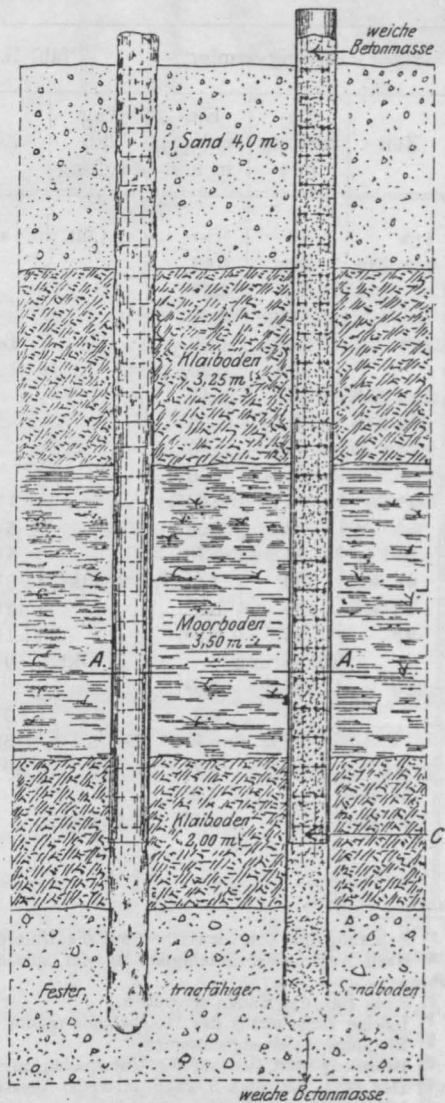 weiche
Betonmasse
Sand 4,0 m.
Klaiboden
3,25 m
Moorboden
3,50 m
A.
A.
Klaiboden
2,00 m
C
Fester, tragfähiger Sandboden
weiche Betonmasse